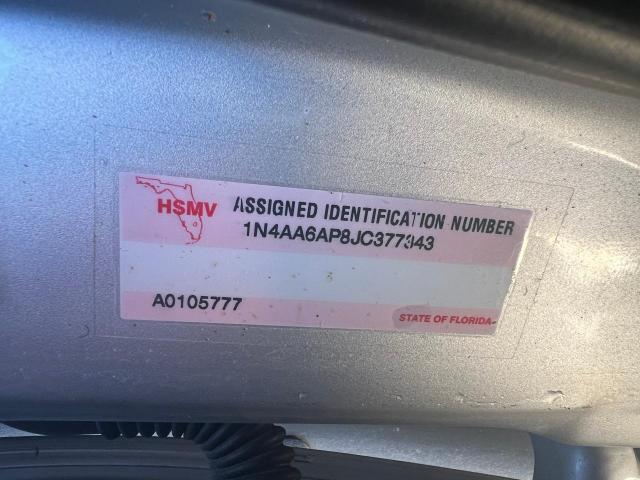 HSMV ASSIGNED IDENTIFICATION NUMBER
1N4AA6AP8JC377343
A0105777
STATE OF FLORIDA